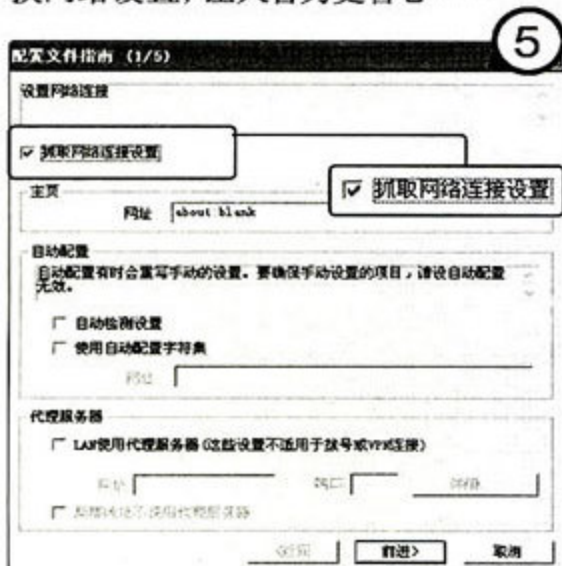 5
配置文件指南 (1/5)
设置网络连接
抓取网络连接设置
抓取网络连接设置
主页
网址 about:blank
自动配置
自动配置有时会重写手动的设置。要确保手动设置的项目，请设自动配置
无效。
自动检测设置
使用自动配置字符集
网址
代理服务器
LAN使用代理服务器(这些设置不适用于拨号或VPN连接)
端口
前进> 取消